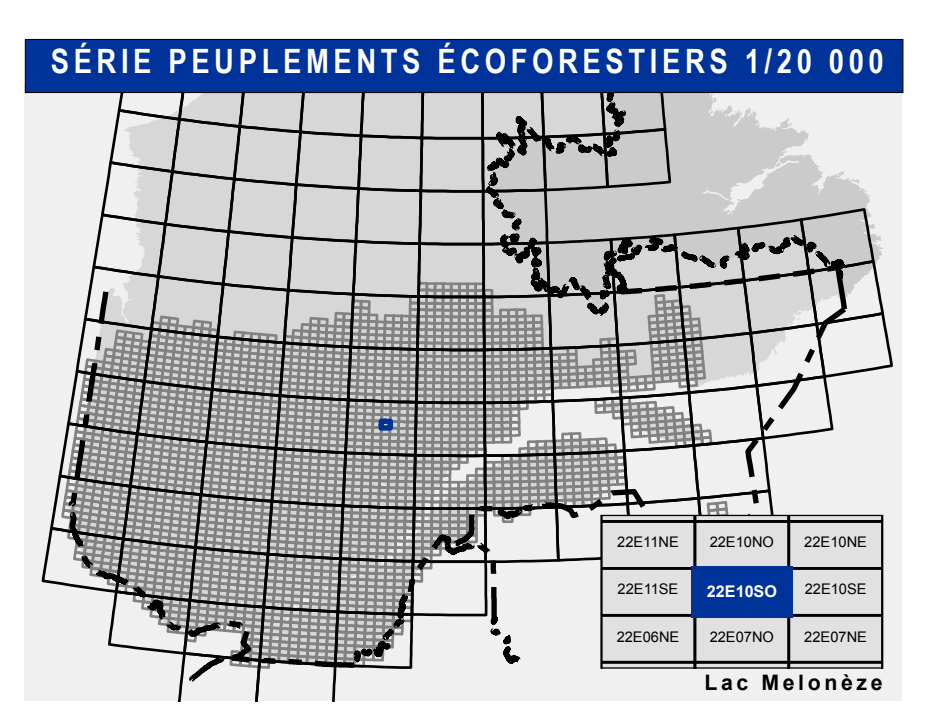 SÉRIE PEUPLEMENTS ÉCOFORESTIERS 1/20 000
22E11NE 22E10NO 22E10NE
22E11SE 22E10SO 22E10SE
22E06NE 22E07NO 22E07NE
Lac Melonèze